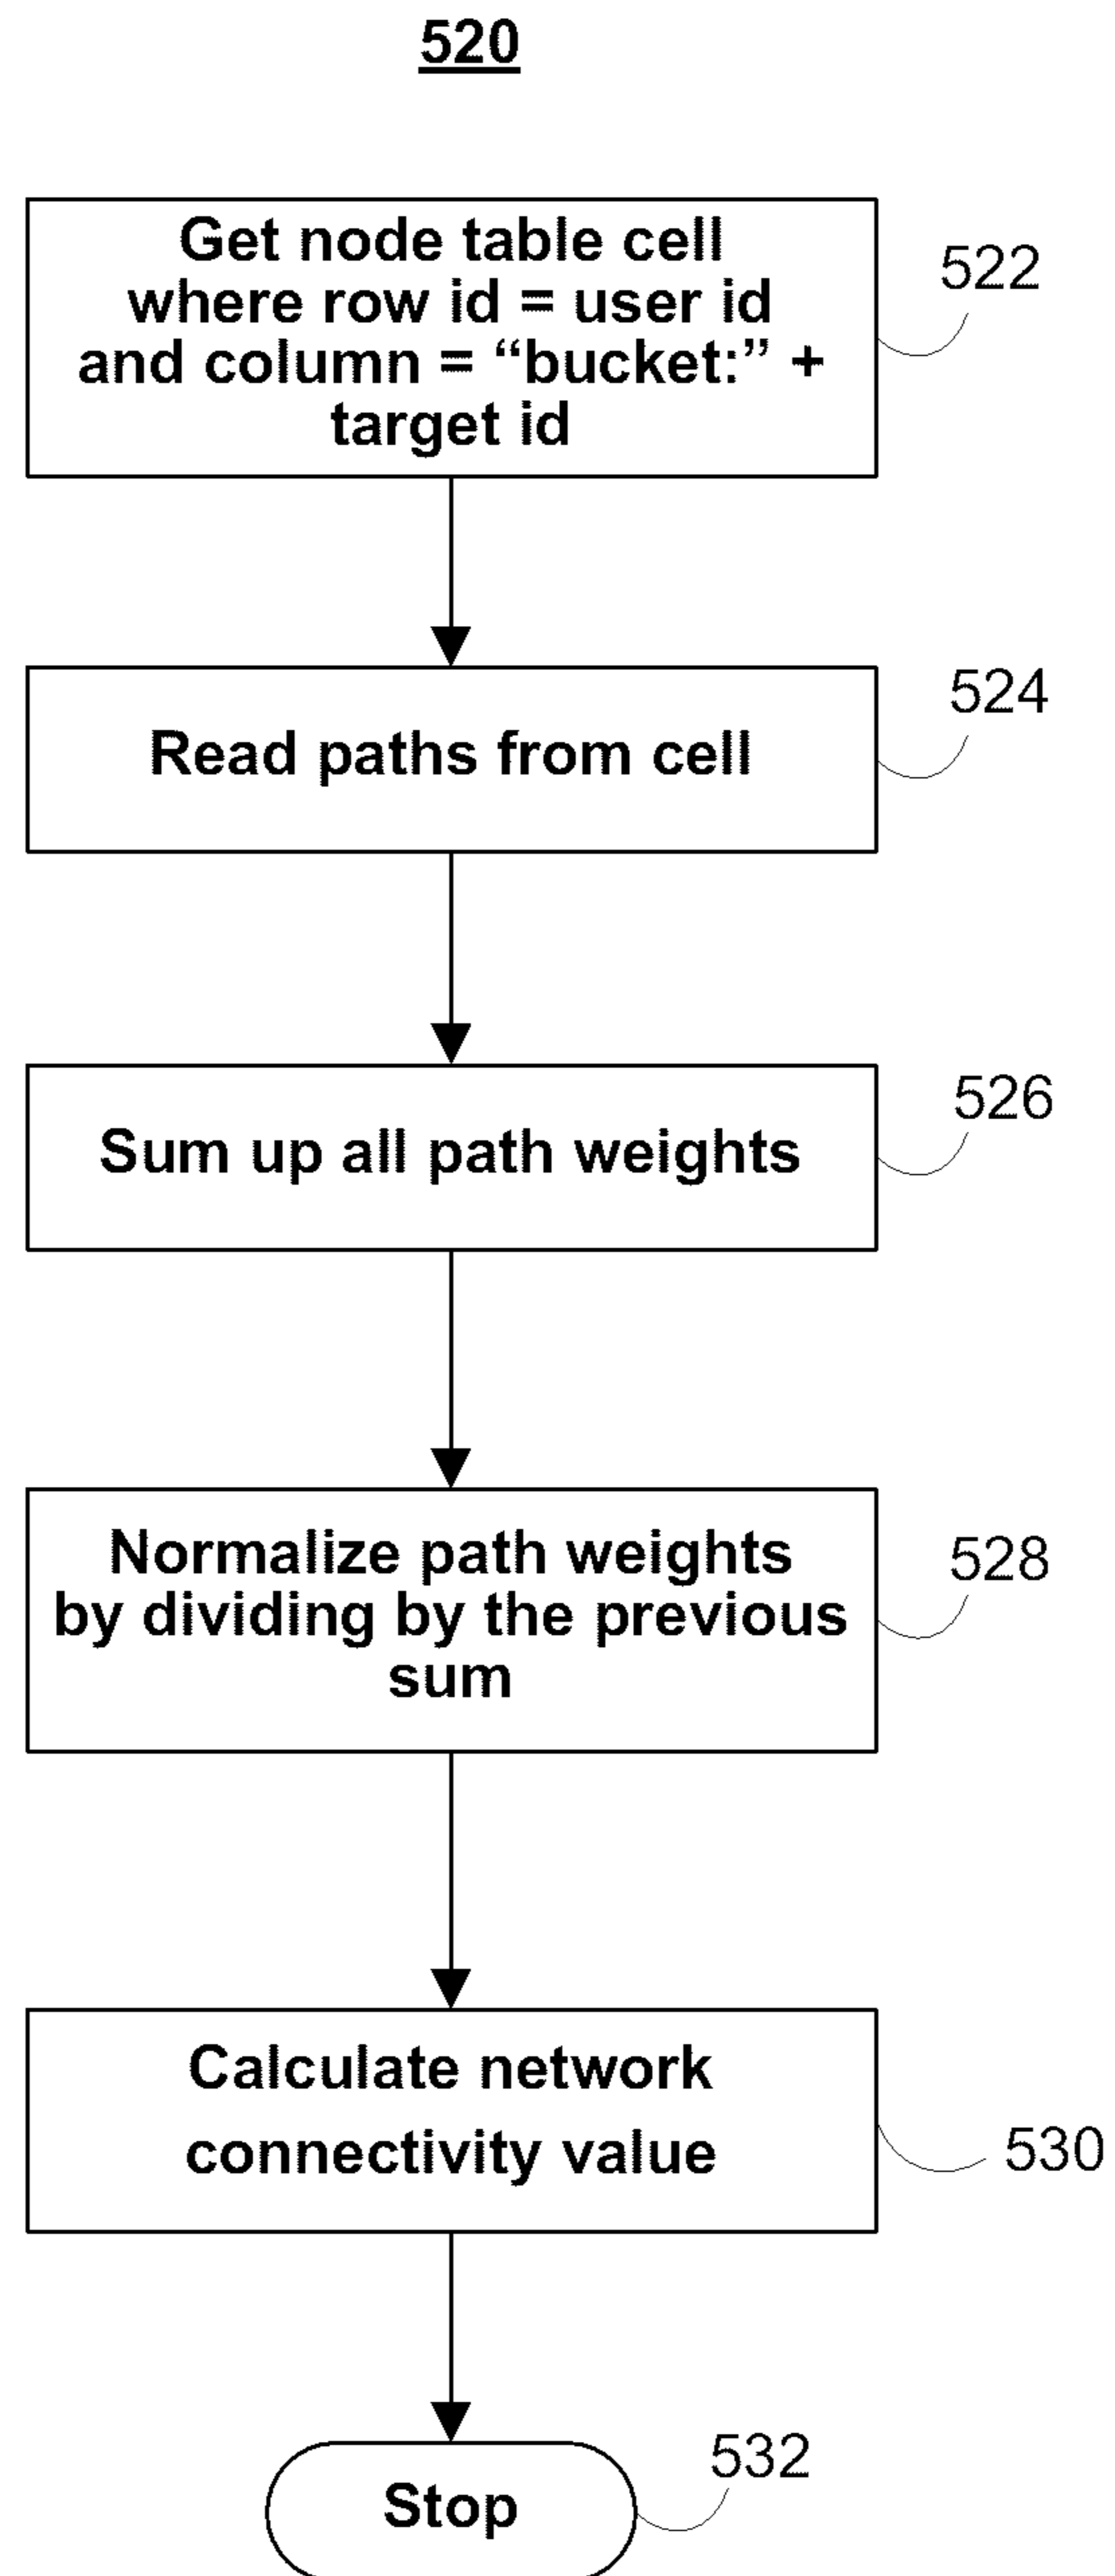 520
Get node table cell
where row id = user id
and column = “bucket:” +
target id
522
Read paths from cell
524
Sum up all path weights
526
Normalize path weights
by dividing by the previous
sum
528
Calculate network
connectivity value
530
Stop
532